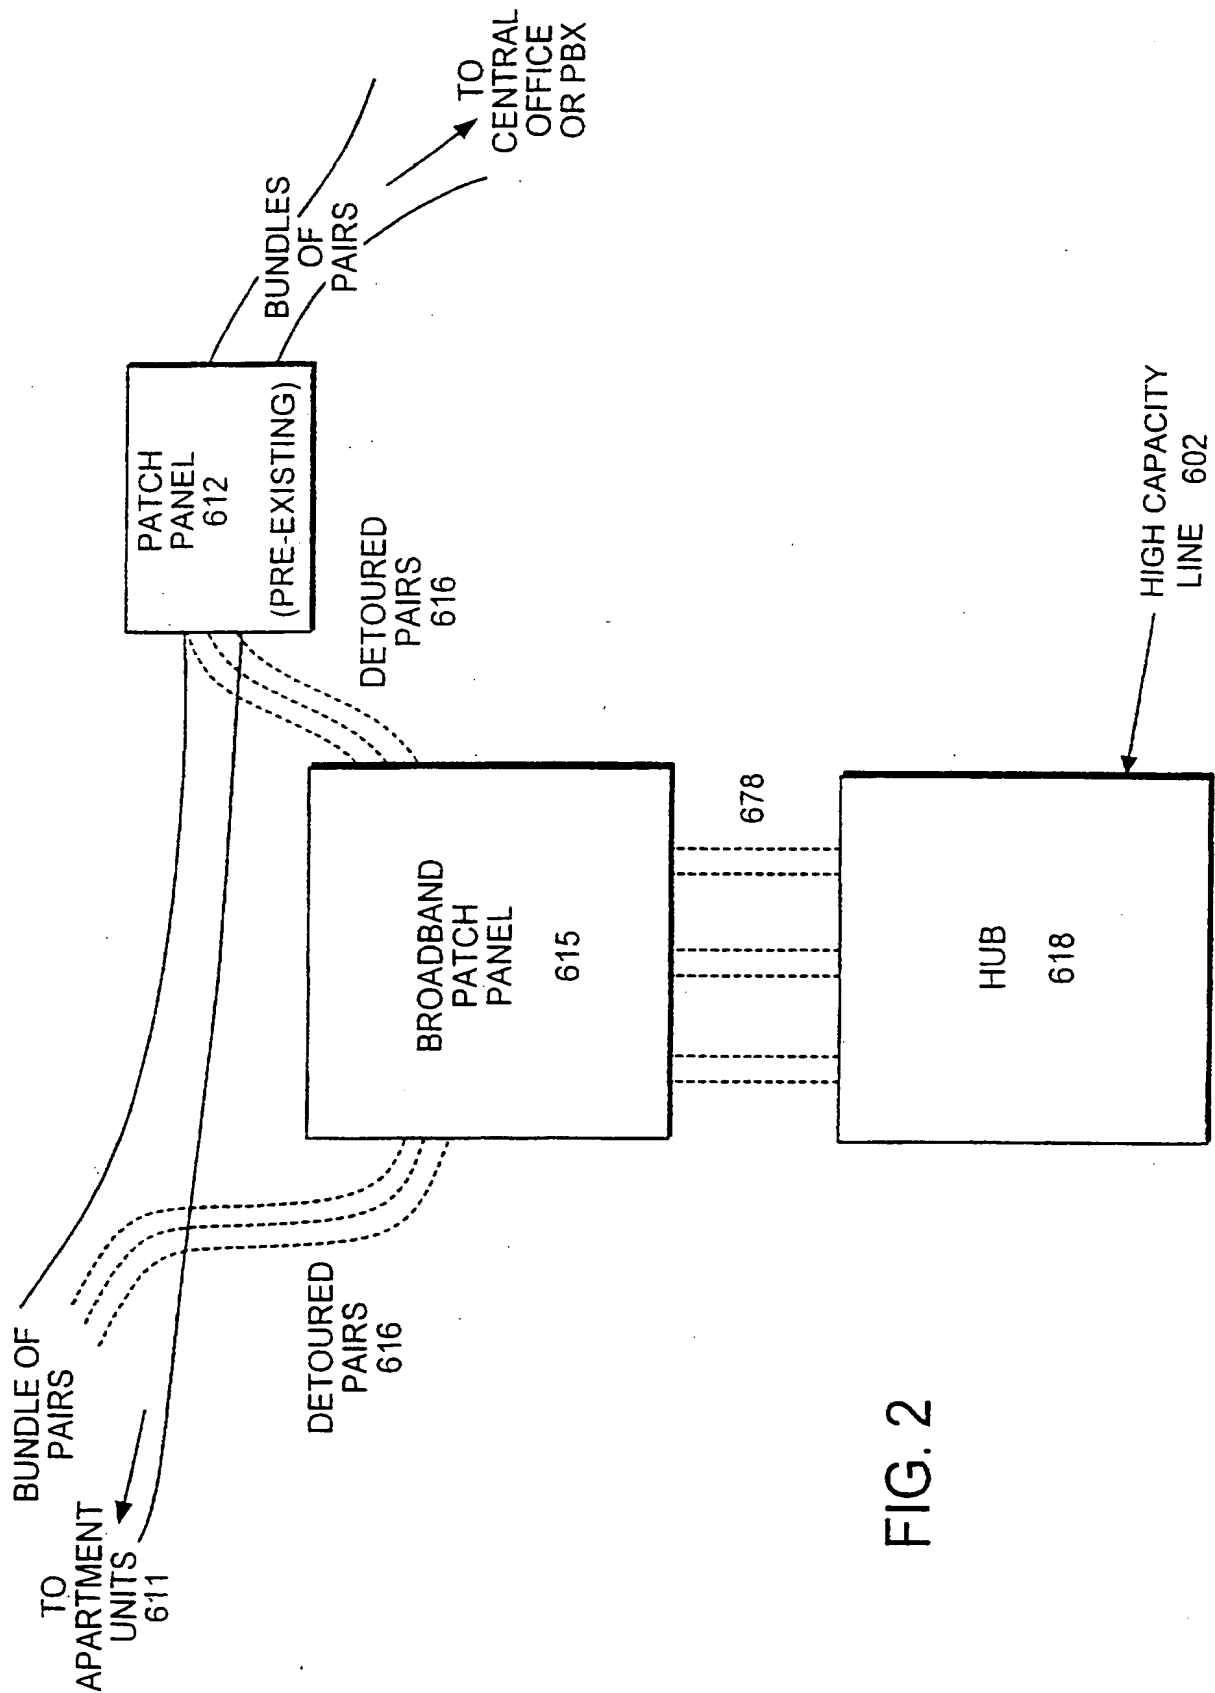 TO
APARTMENT
UNITS
611
BUNDLE OF
PAIRS
DETOURED
PAIRS
616
BROADBAND
PATCH
PANEL
615
DETOURED
PAIRS
616
PATCH
PANEL
612
(PRE-EXISTING)
BUNDLES
OF
PAIRS
TO
CENTRAL
OFFICE
OR PBX
678
HUB
618
HIGH CAPACITY
LINE 602
FIG. 2